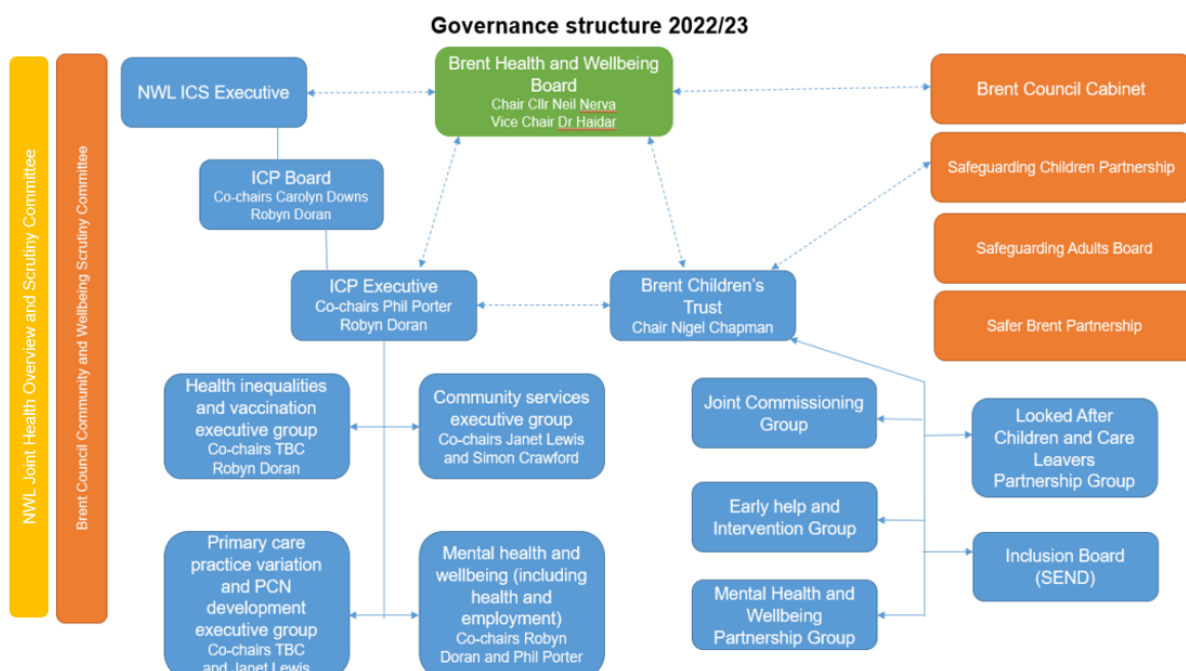 Governance structure 2022/23
NWL Joint Health Overview and Scrutiny Committee
Brent Council Community and Wellbeing Scrutiny Committee
NWL ICS Executive
Brent Health and Wellbeing
Board
Chair Cllr Neil Nerva
Vice Chair Dr Haidar
Brent Council Cabinet
ICP Board
Co-chairs Carolyn Downs
Robyn Doran
Safeguarding Children Partnership
Safeguarding Adults Board
ICP Executive
Co-chairs Phil Porter
Robyn Doran
Brent Children's
Trust
Chair Nigel Chapman
Safer Brent Partnership
Health inequalities
and vaccination
executive group
Co-chairs TBC
Robyn Doran
Community services
executive group
Co-chairs Janet Lewis
and Simon Crawford
Joint Commissioning
Group
Looked After
Children and Care
Leavers
Partnership Group
Early help and
Intervention Group
Primary care
practice variation
and PCN
development
executive group
Co-chairs TBC
and Janet Lewis
Mental health and
wellbeing (including
health and
employment)
Co-chairs Robyn
Doran and Phil Porter
Inclusion Board
(SEND)
Mental Health and
Wellbeing
Partnership Group